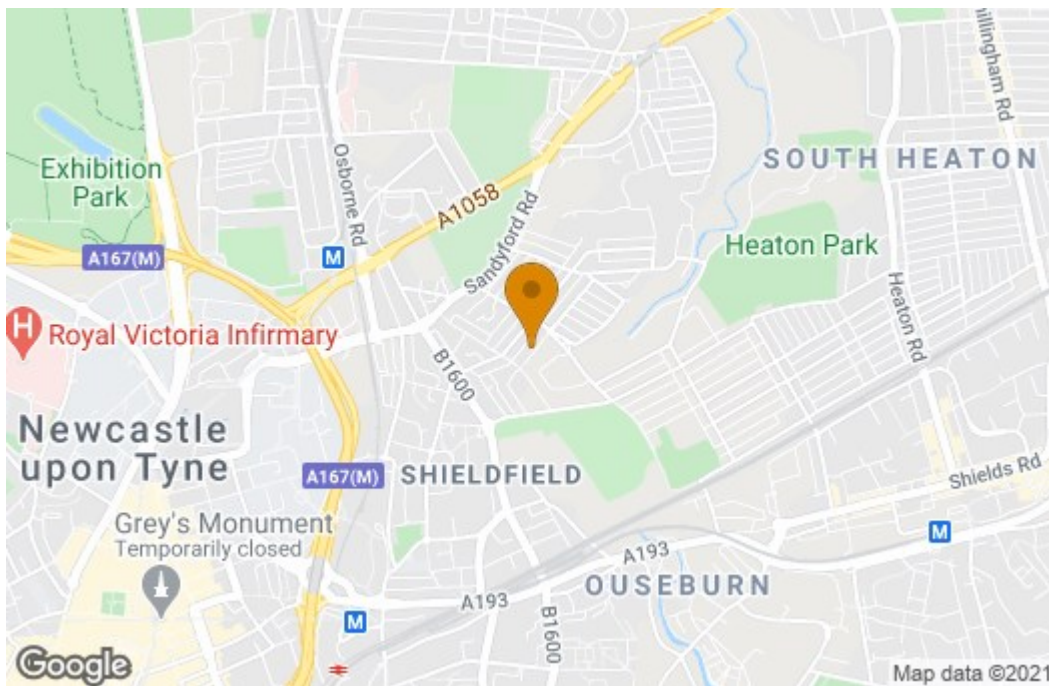 hillingham Rd
Osborne Rd
SOUTH HEATON
Exhibition
Park
A1058
Sandyford Rd
Heaton Park
M
A167(M)
Heaton Rd
H
Royal Victoria Infirmary
B1600
Newcastle
upon Tyne
A167(M)
SHIELDFIELD
Shields Rd
Grey's Monument
Temporarily closed
M
A193
OUSEBURN
A193
B1600
M
Google
Map data ©2021